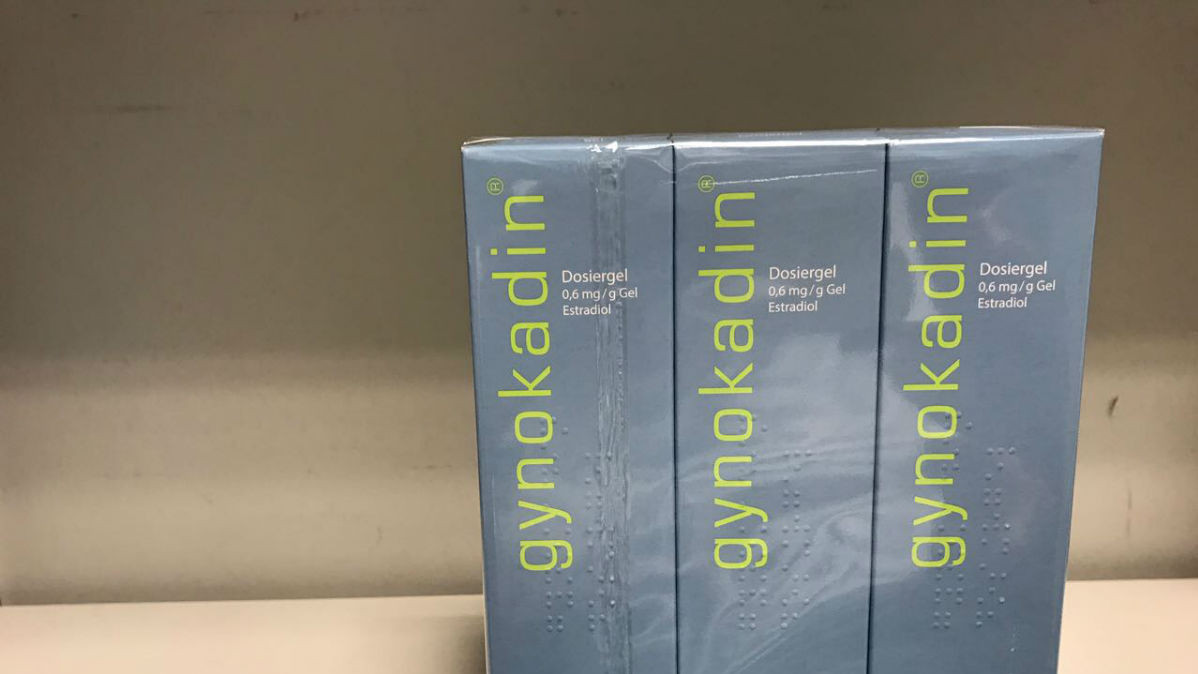 gynokadin®
Dosiergel
0,6 mg/g Gel
Estradiol
gynokadin®
Dosiergel
0,6 mg/g Gel
Estradiol
gynokadin®
Dosiergel
0,6 mg/g Gel
Estradiol